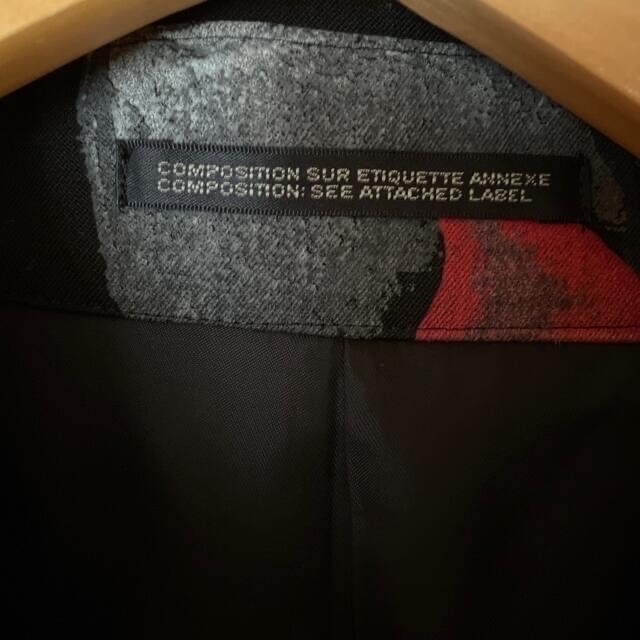 COMPOSITION SUR ETIQUETTE ANNEXE
COMPOSITION: SEE ATTACHED LABEL